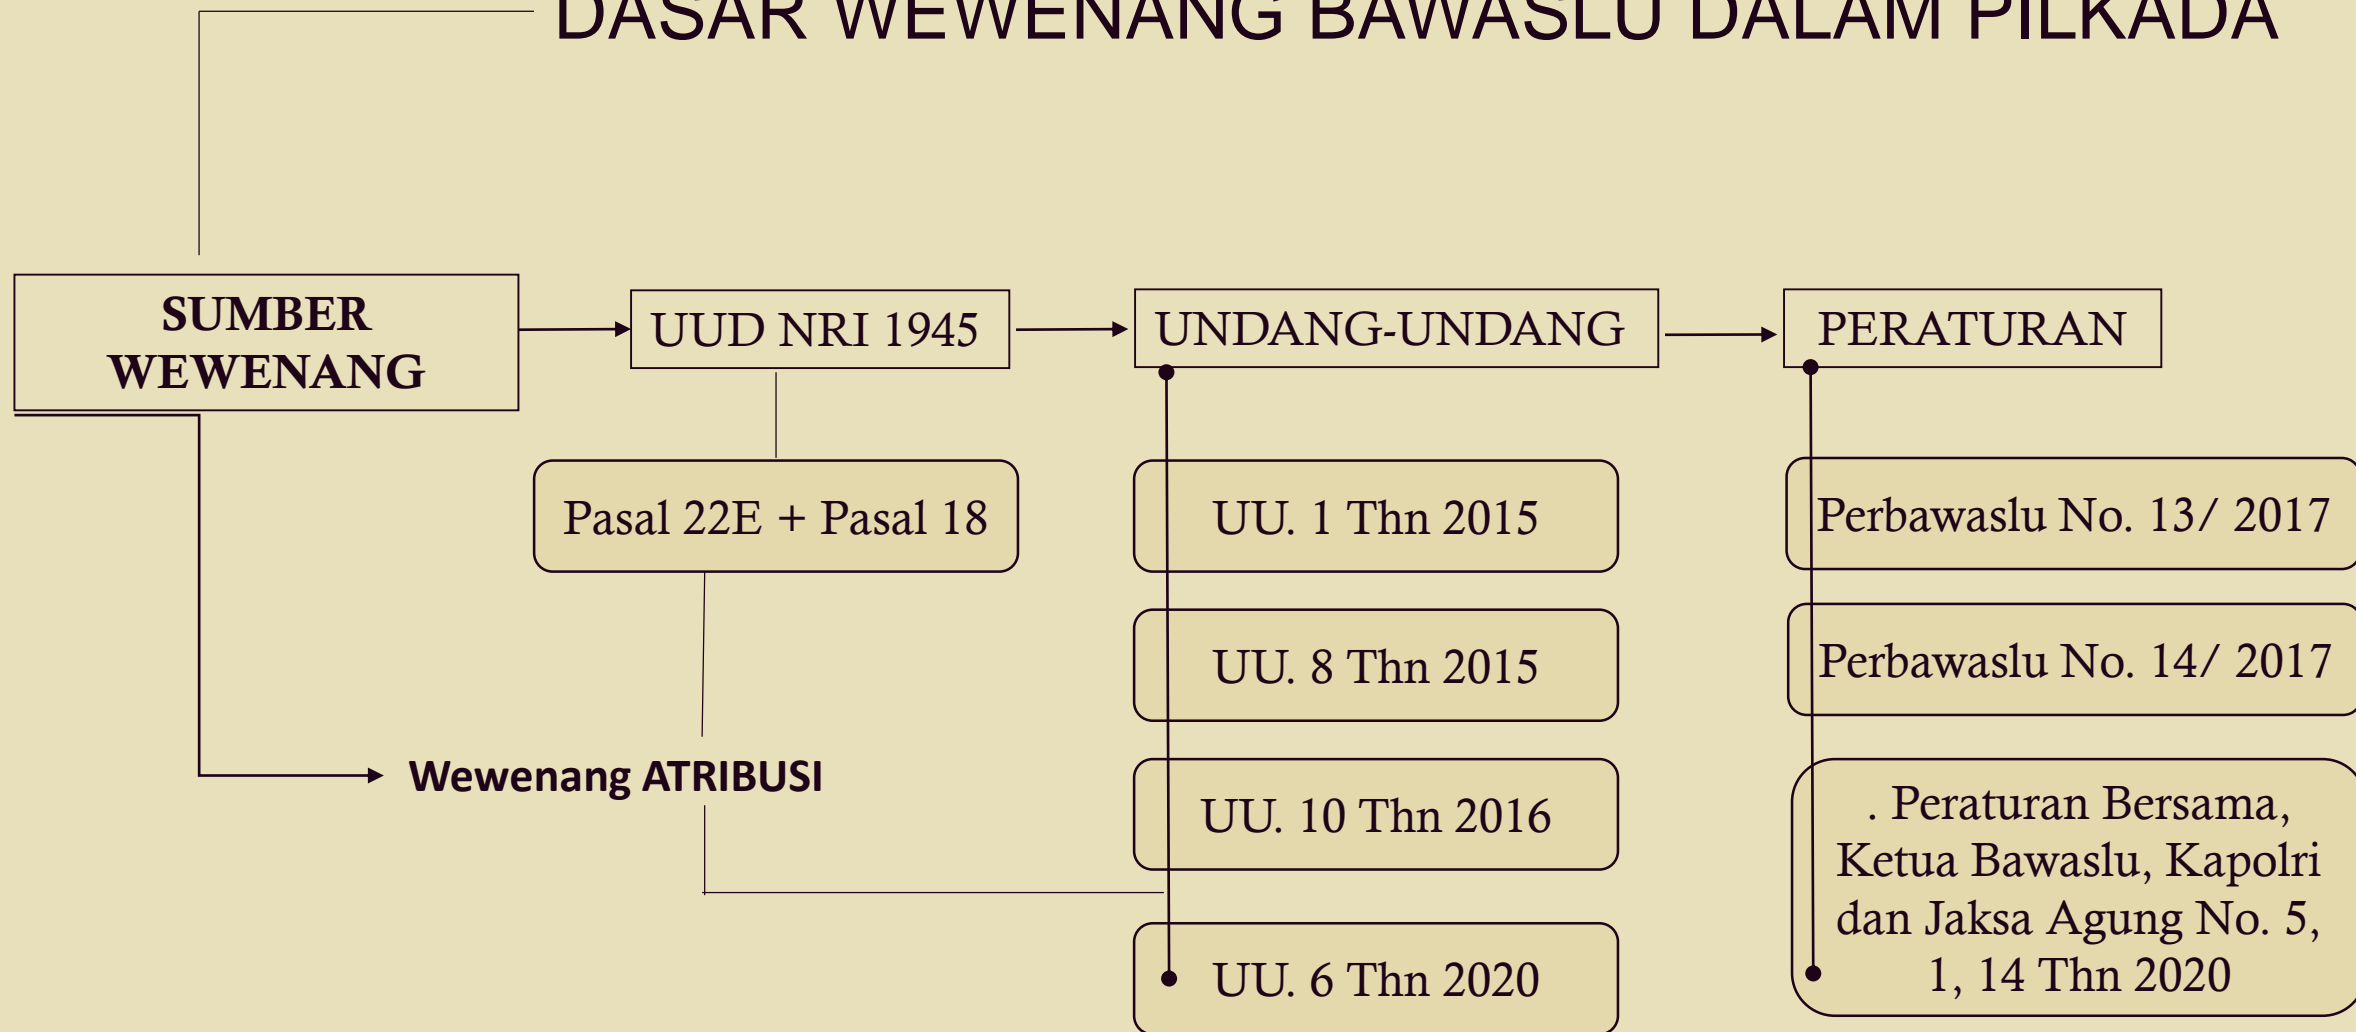 DASAR WEWENANG BAWASLU DALAM PILKADA
SUMBER
WEWENANG
UUD NRI 1945
UNDANG-UNDANG
PERATURAN
Pasal 22E + Pasal 18
UU. 1 Thn 2015
Perbawaslu No. 13/ 2017
UU. 8 Thn 2015
Perbawaslu No. 14/ 2017
Wewenang ATRIBUSI
UU. 10 Thn 2016
. Peraturan Bersama,
Ketua Bawaslu, Kapolri
dan Jaksa Agung No. 5,
1, 14 Thn 2020
UU. 6 Thn 2020